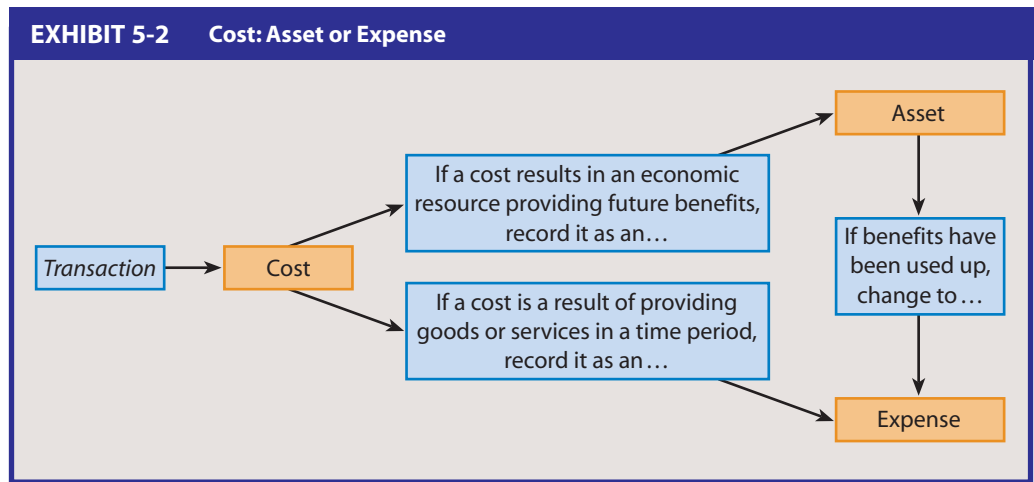 EXHIBIT 5-2 Cost: Asset or Expense
Asset
If a cost results in an economic
resource providing future benefits,
record it as an…
Transaction
Cost
If benefits have
been used up,
change to…
If a cost is a result of providing
goods or services in a time period,
record it as an…
Expense